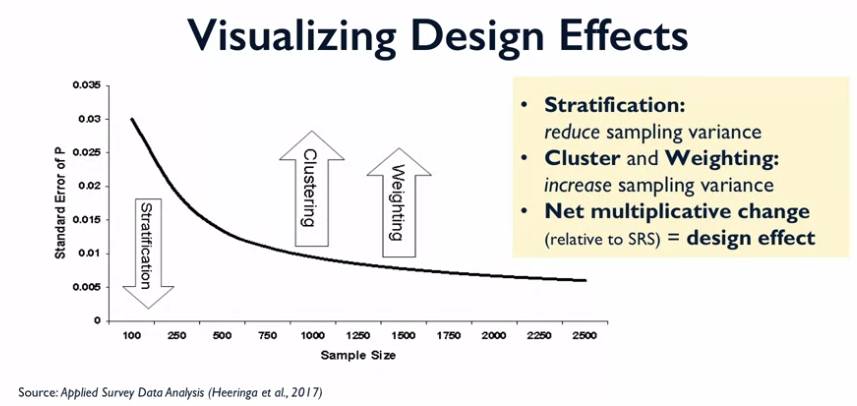 Visualizing Design Effects
0.035
0.03
0.025
0.02
0.015
0.01
0.005
0
Standard Error of P
Stratification
Clustering
Weighting
100 250 500 750 1000 1250 1500 1750 2000 2250 2500
Sample Size
• Stratification:
reduce sampling variance
• Cluster and Weighting:
increase sampling variance
• Net multiplicative change
(relative to SRS) = design effect
Source: Applied Survey Data Analysis (Heeringa et al., 2017)